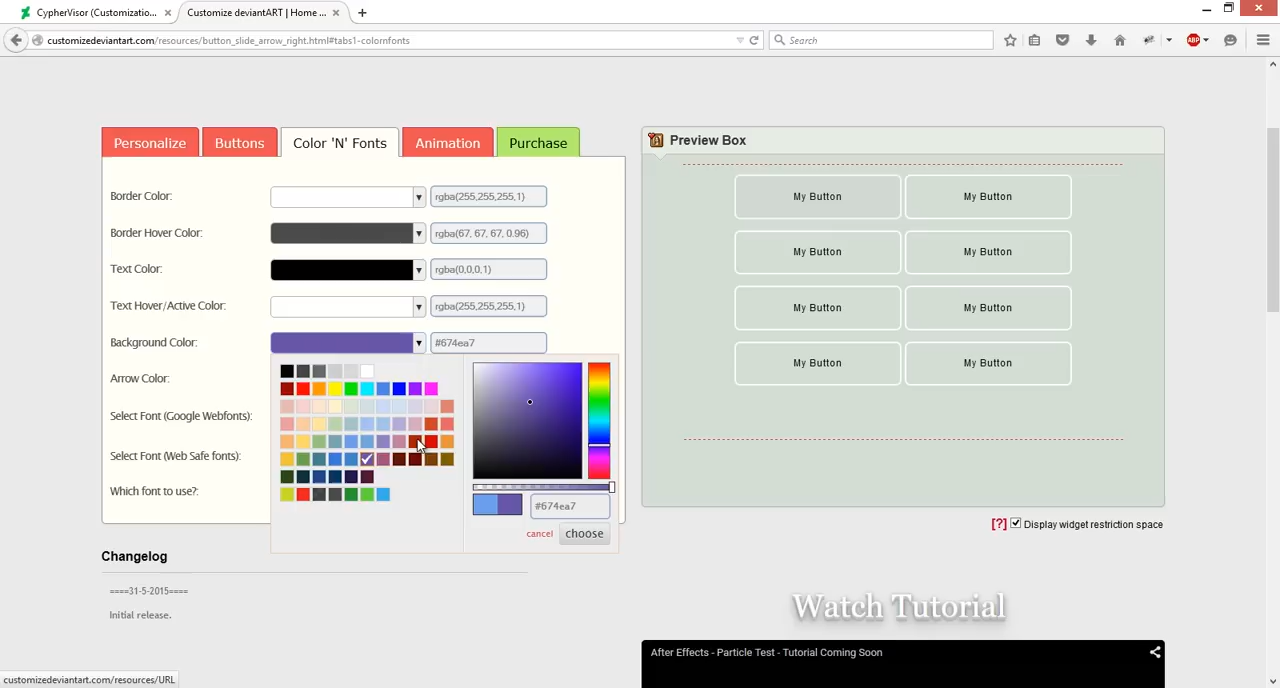 CypherVisor (Customizatio...
Customize deviantART | Home ...
customizedeviantart.com/resources/button_slide_arrow_right.html#tabs1-colornfonts
Search
ABP
Personalize
Buttons
Color 'N' Fonts
Animation
Purchase
Preview Box
Border Color:
rgba(255,255,255,1)
Border Hover Color:
rgba(67, 67, 67, 0.96)
Text Color:
rgba(0,0,0,1)
Text Hover/Active Color:
rgba(255,255,255,1)
Background Color:
#674ea7
Arrow Color:
Select Font (Google Webfonts):
Select Font (Web Safe fonts):
Which font to use?:
#674ea7
cancel
choose
My Button
My Button
My Button
My Button
My Button
My Button
My Button
My Button
[?]
Display widget restriction space
Changelog
====31-5-2015====
Initial release.
Watch Tutorial
After Effects - Particle Test - Tutorial Coming Soon
customizedeviantart.com/resources/URL